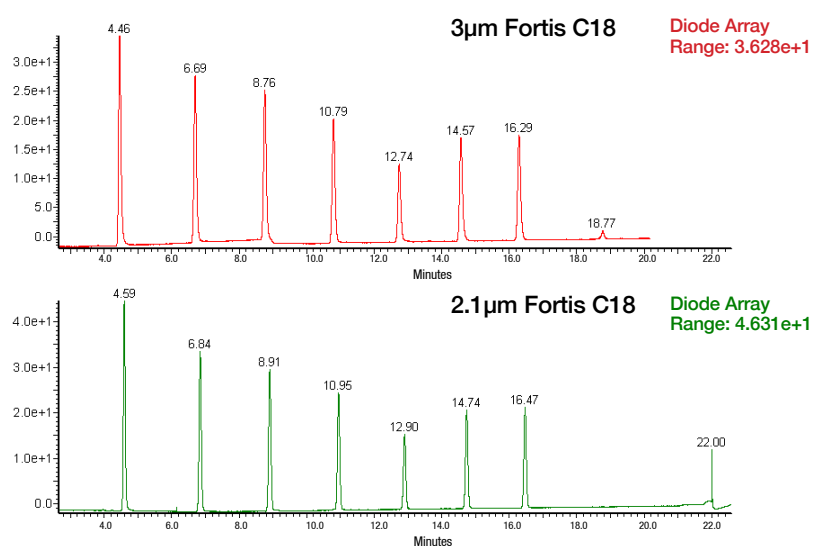 3µm Fortis C18
Diode Array
Range: 3.628e+1
4.46
6.69
8.76
10.79
12.74
14.57
16.29
18.77
3.0e+1
2.5e+1
2.0e+1
1.5e+1
1.0e+1
5.0
0.0
4.0 6.0 8.0 10.0 12.0 14.0 16.0 18.0 20.0 22.0
Minutes
2.1µm Fortis C18
Diode Array
Range: 4.631e+1
4.59
6.84
8.91
10.95
12.90
14.74
16.47
22.00
4.0e+1
3.0e+1
2.0e+1
1.0e+1
0.0
4.0 6.0 8.0 10.0 12.0 14.0 16.0 18.0 20.0 22.0
Minutes